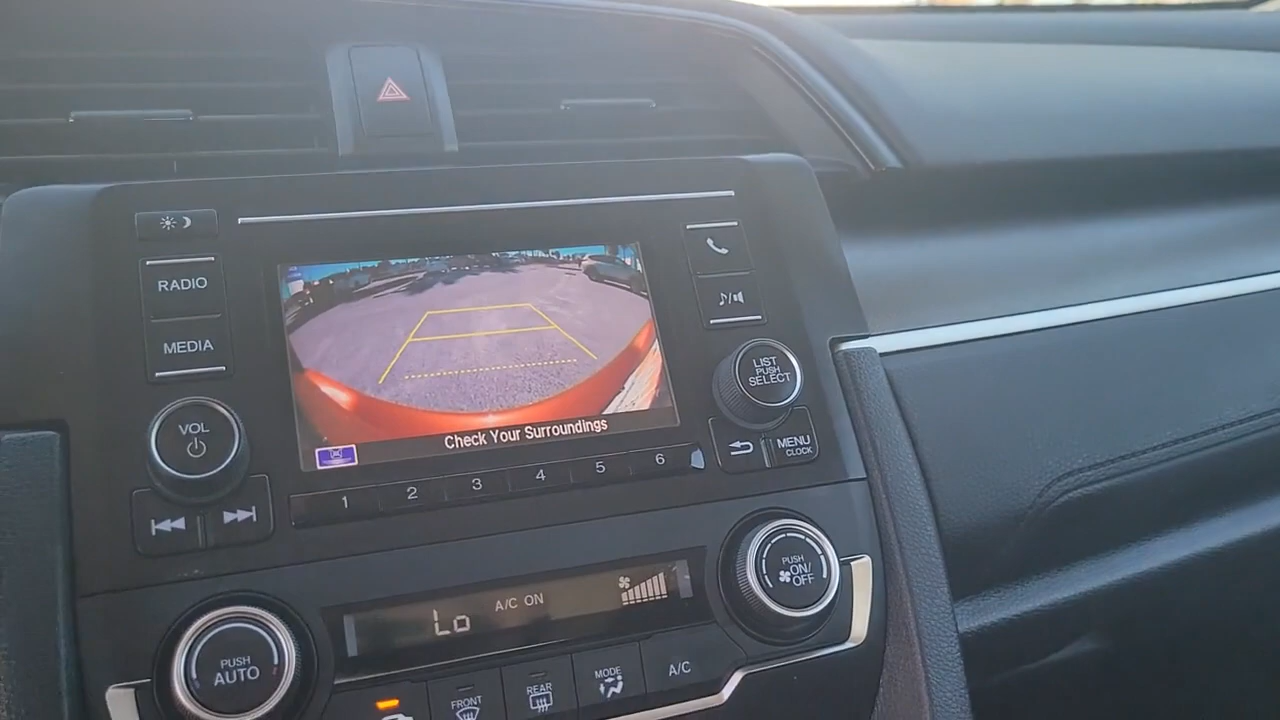 RADIO
MEDIA
VOL
LIST
PUSH
SELECT
MENU
CLOCK
Check Your Surroundings
1 2 3 4 5 6
Lo
A/C ON
PUSH
ON/
OFF
PUSH
AUTO
FRONT
REAR
MODE
A/C